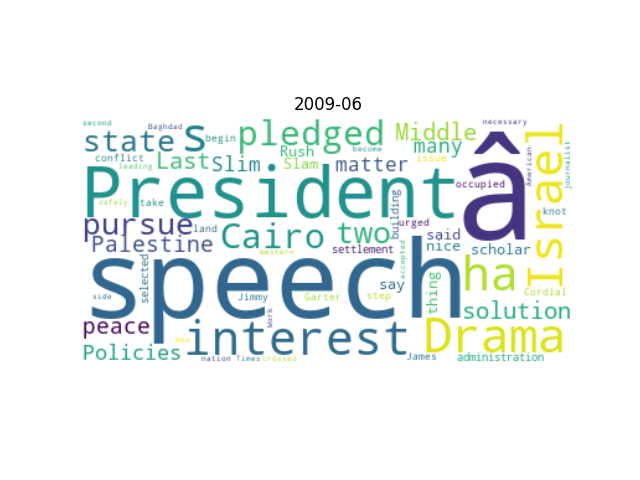 2009-06
second
Baghdad
necessary
state
s
begin
pledged
Middle
many
Israel
journalist
conflict
leading
Last
Slim
Rush
Slam
become
matter
issue
American
â
President
occupied
safely
take
land
building
urged
knot
pursue
Palestine
Cairo
two
said
nice
scholar
Western
settlement
accepted
speech
selected
say
thing
ha
Cordial
side
Jimmy
Garter
step
solution
peace
Work
interest
Drama
Policies
New
nation
Times
crossed
James
administration